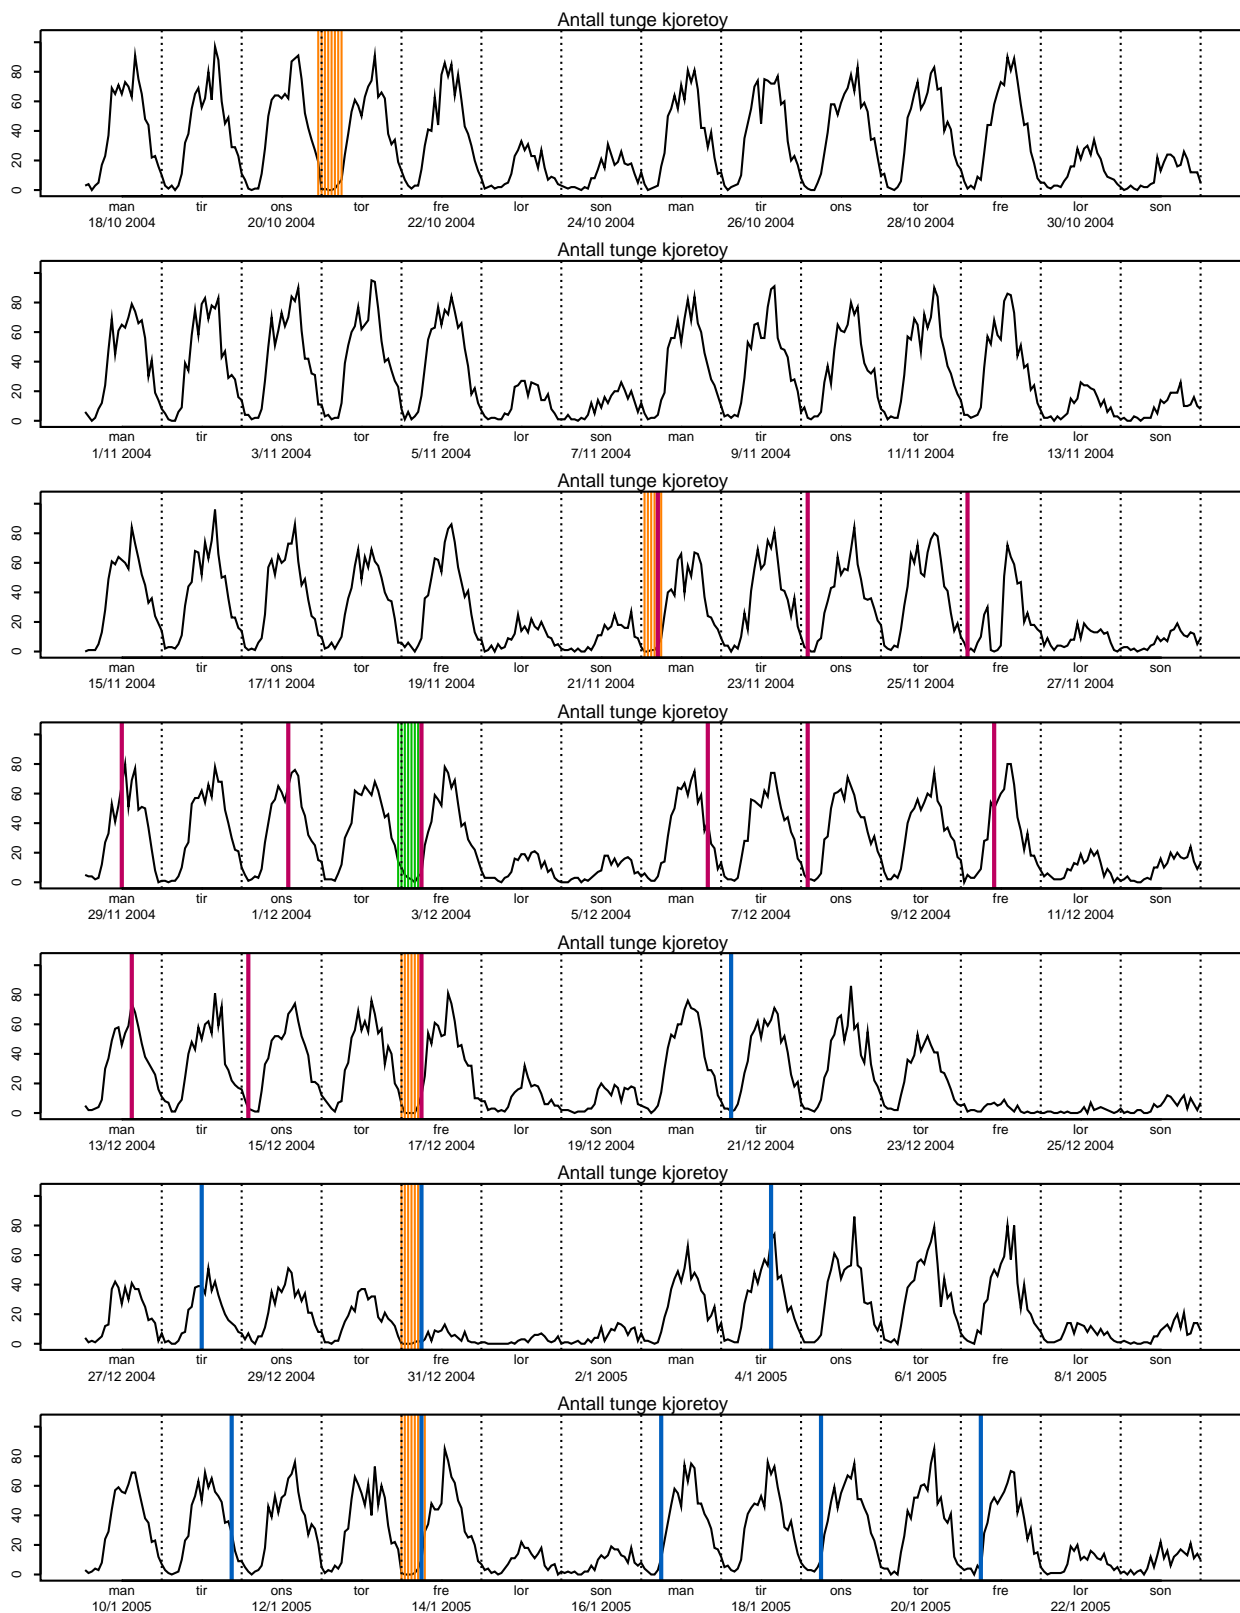 Antall tunge kjoretoy
80
60
40
20
0
man tir ons tor fre lor son man tir ons tor fre lor son
18/10 2004 20/10 2004 22/10 2004 24/10 2004 26/10 2004 28/10 2004 30/10 2004
Antall tunge kjoretoy
80
60
40
20
0
man tir ons tor fre lor son man tir ons tor fre lor son
1/11 2004 3/11 2004 5/11 2004 7/11 2004 9/11 2004 11/11 2004 13/11 2004
Antall tunge kjoretoy
80
60
40
20
0
man tir ons tor fre lor son man tir ons tor fre lor son
15/11 2004 17/11 2004 19/11 2004 21/11 2004 23/11 2004 25/11 2004 27/11 2004
Antall tunge kjoretoy
80
60
40
20
0
man tir ons tor fre lor son man tir ons tor fre lor son
29/11 2004 1/12 2004 3/12 2004 5/12 2004 7/12 2004 9/12 2004 11/12 2004
Antall tunge kjoretoy
80
60
40
20
0
man tir ons tor fre lor son man tir ons tor fre lor son
13/12 2004 15/12 2004 17/12 2004 19/12 2004 21/12 2004 23/12 2004 25/12 2004
Antall tunge kjoretoy
80
60
40
20
0
man tir ons tor fre lor son man tir ons tor fre lor son
27/12 2004 29/12 2004 31/12 2004 2/1 2005 4/1 2005 6/1 2005 8/1 2005
Antall tunge kjoretoy
80
60
40
20
0
man tir ons tor fre lor son man tir ons tor fre lor son
10/1 2005 12/1 2005 14/1 2005 16/1 2005 18/1 2005 20/1 2005 22/1 2005